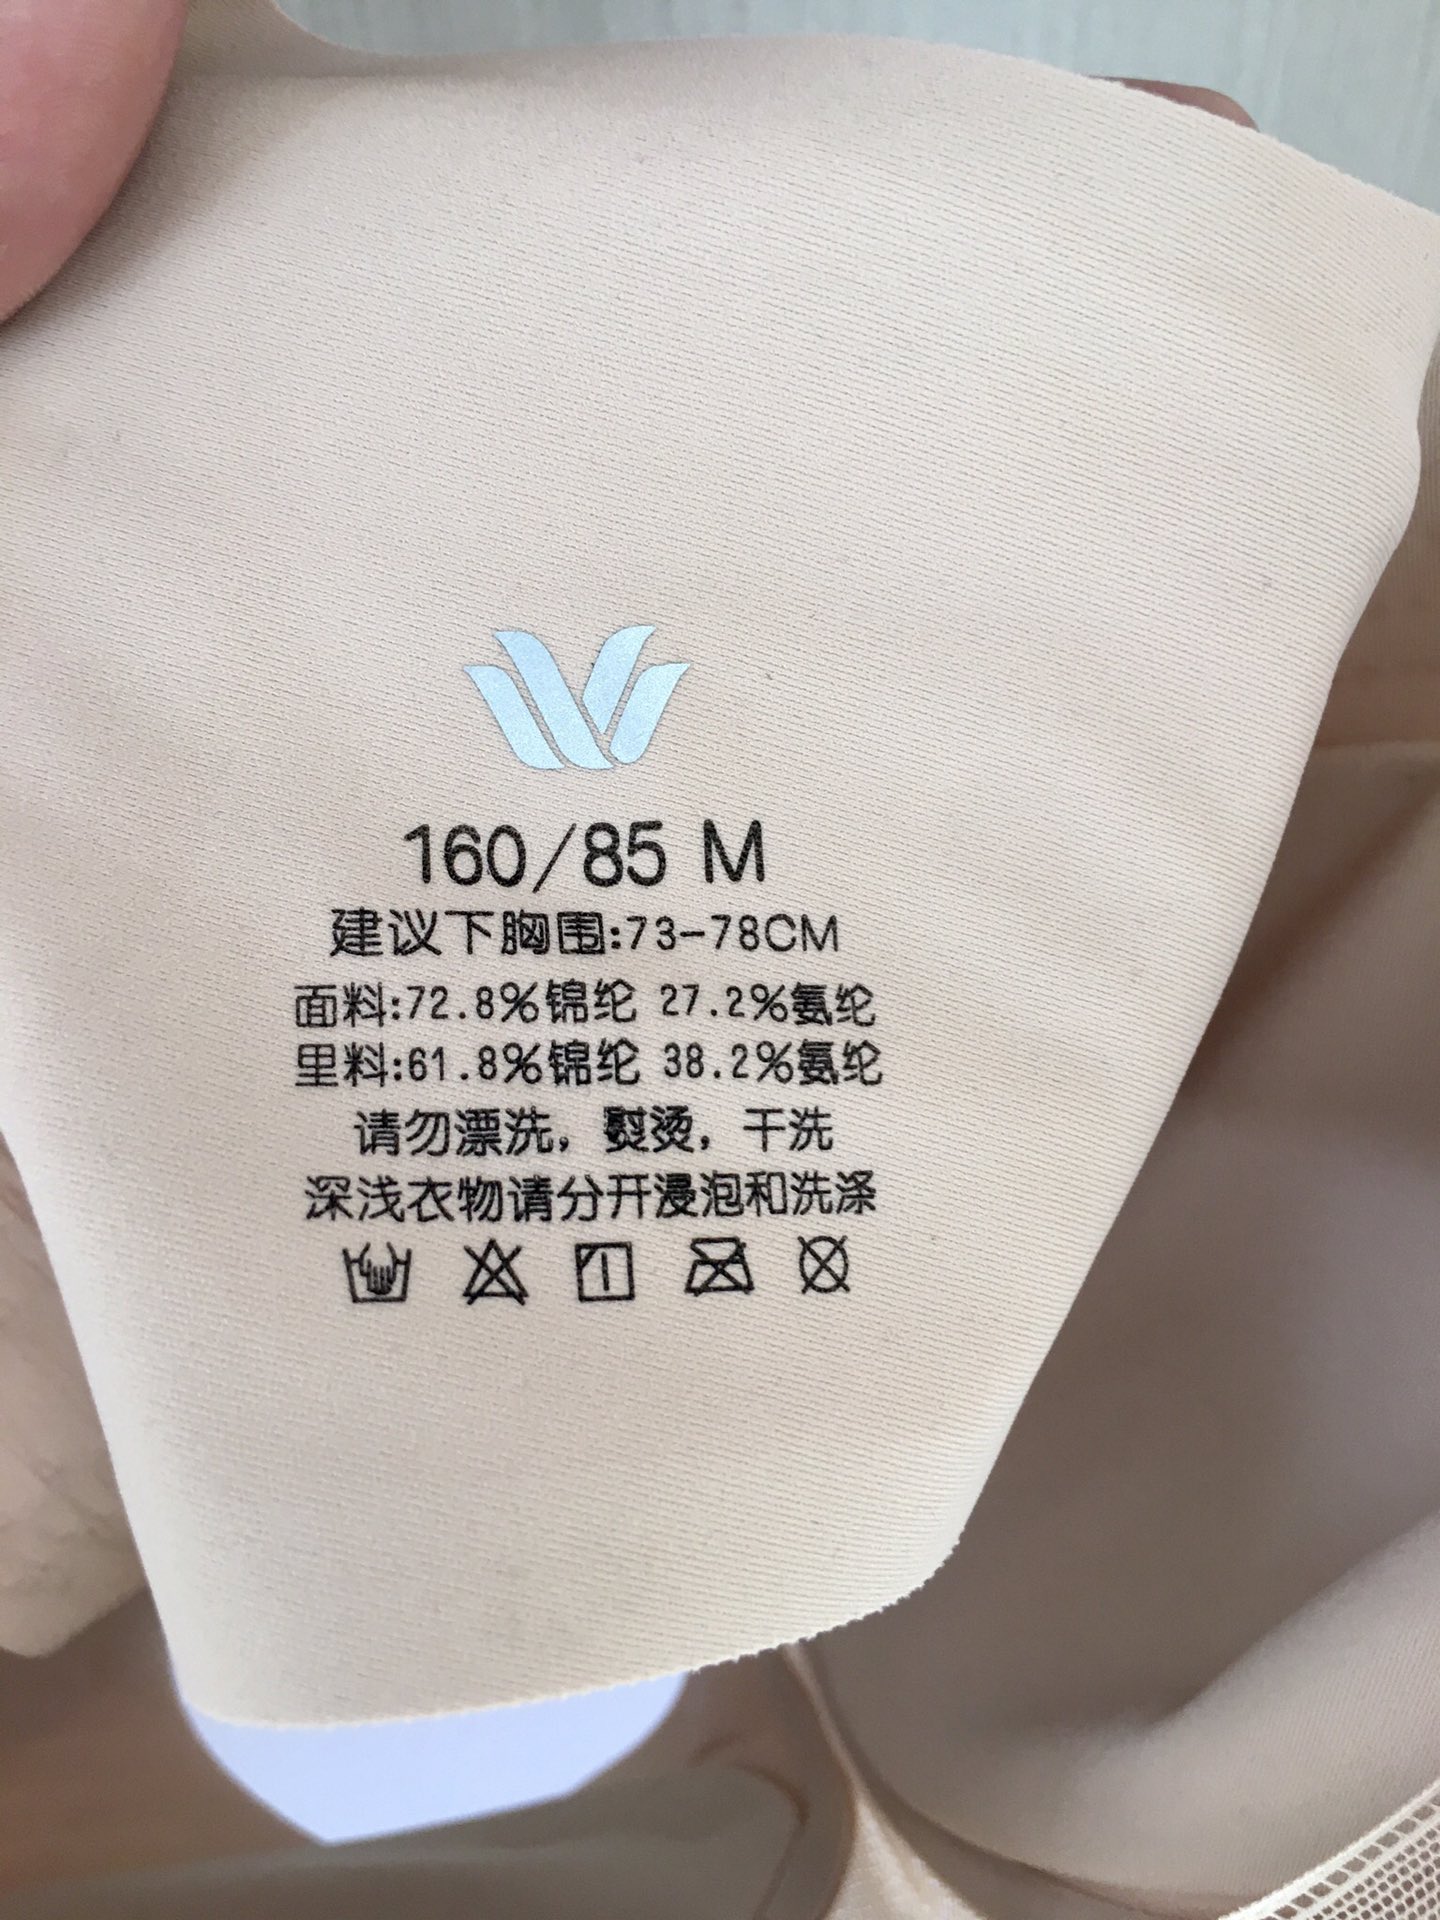 160/85 M
建议下胸围:73-78CM
面料:72.8%锦纶 27.2%氨纶
里料:61.8%锦纶 38.2%氨纶
请勿漂洗，熨烫，干洗
深浅衣物请分开浸泡和洗涤